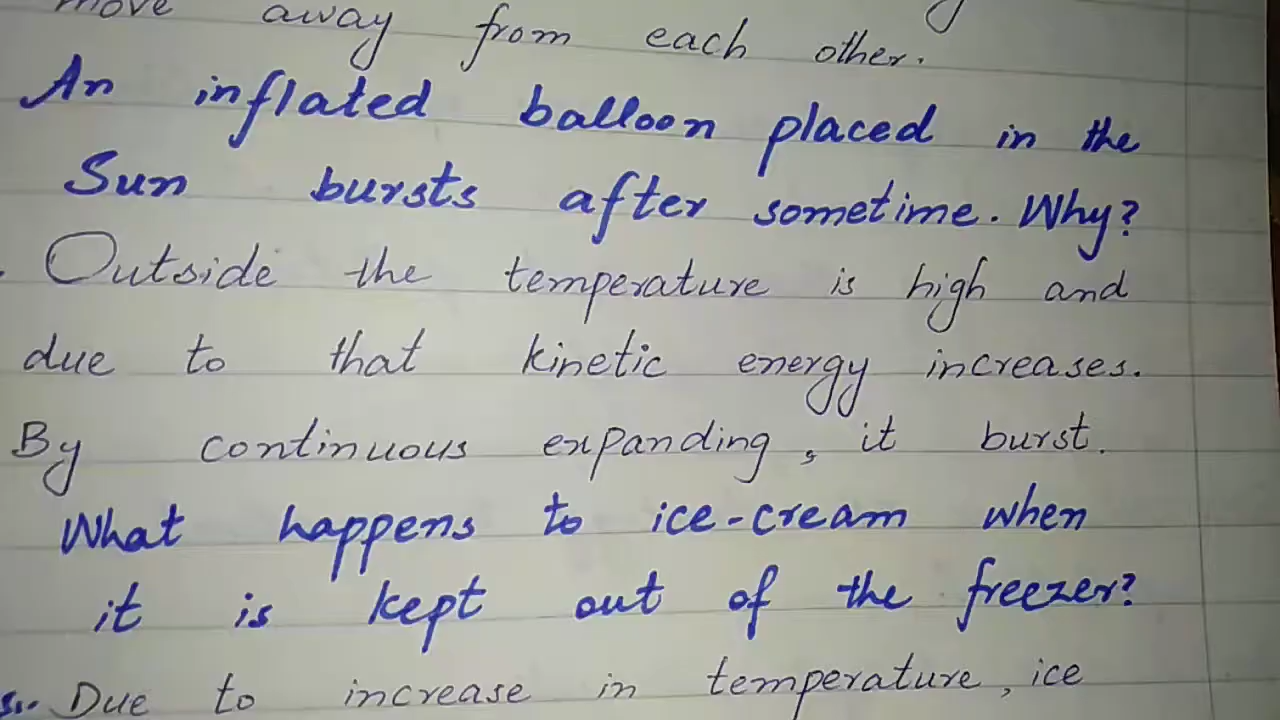 move away from each other.
An inflated balloon placed in the
Sun bursts after sometime. Why?
Outside the temperature is high and
due to that kinetic energy increases.
By continuous expanding, it burst.
What happens to ice-cream when
it is kept out of the freezer?
Due to increase in temperature, ice